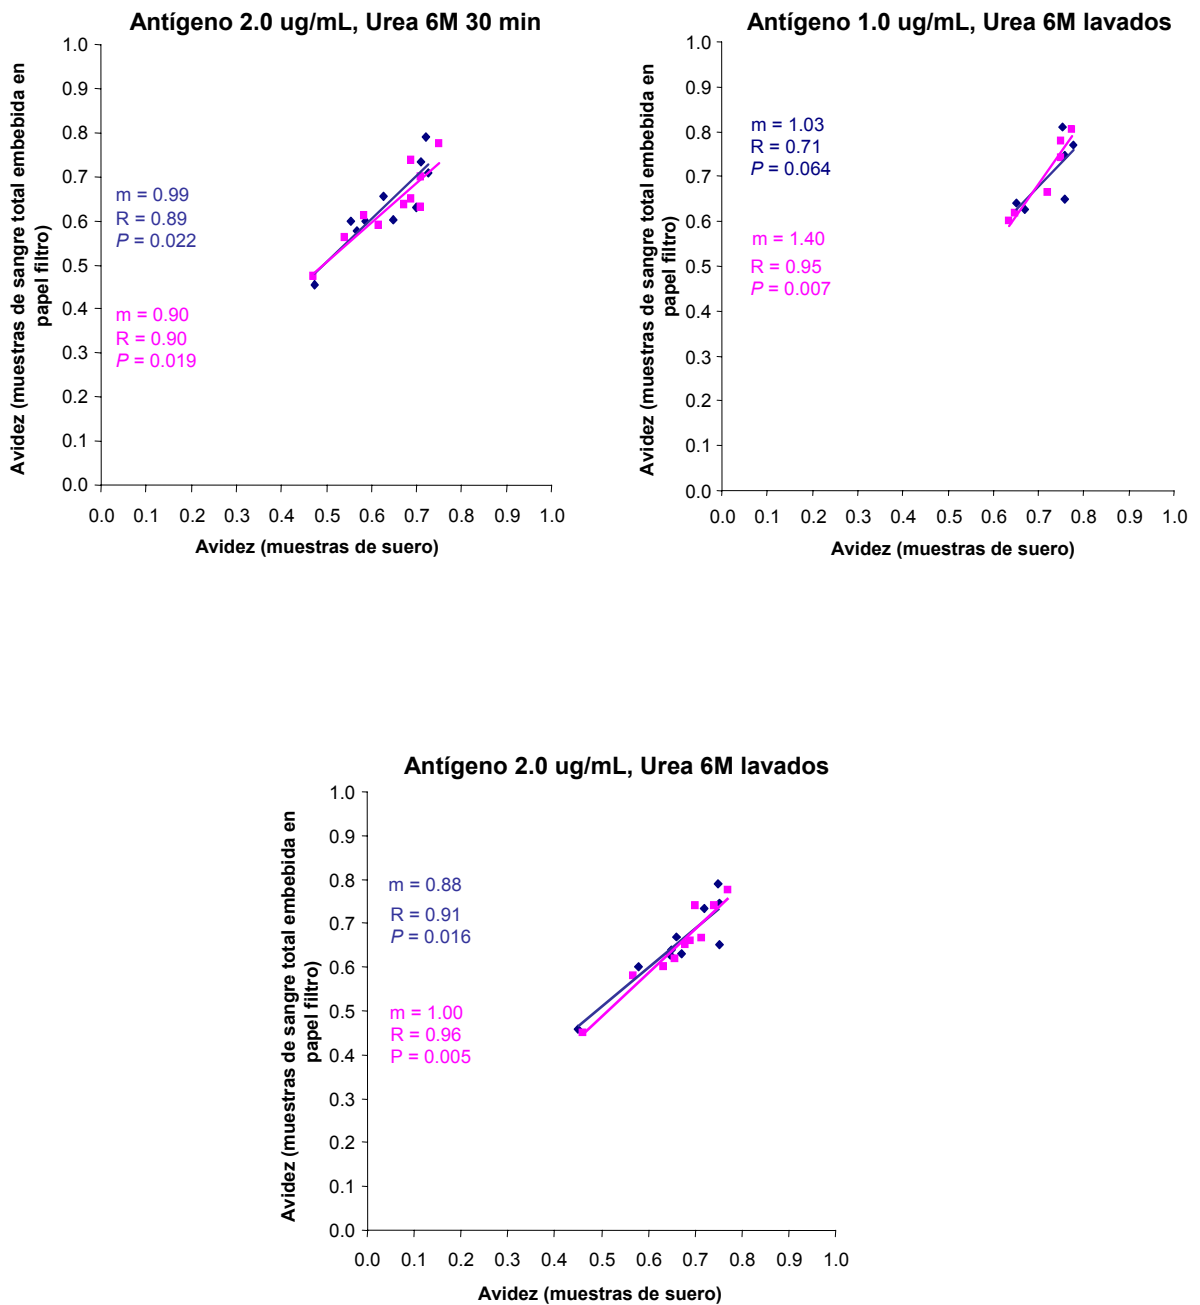 Antígeno 2.0 ug/mL, Urea 6M 30 min
Avidez (muestras de sangre total embebida en
papel filtro)
1.0
0.9
0.8
0.7
0.6
0.5
0.4
0.3
0.2
0.1
0.0
m = 0.99
R = 0.89
P = 0.022
m = 0.90
R = 0.90
P = 0.019
0.0 0.1 0.2 0.3 0.4 0.5 0.6 0.7 0.8 0.9 1.0
Avidez (muestras de suero)
Antígeno 1.0 ug/mL, Urea 6M lavados
Avidez (muestras de sangre total embebida en
papel filtro)
1.0
0.9
0.8
0.7
0.6
0.5
0.4
0.3
0.2
0.1
0.0
m = 1.03
R = 0.71
P = 0.064
m = 1.40
R = 0.95
P = 0.007
0.0 0.1 0.2 0.3 0.4 0.5 0.6 0.7 0.8 0.9 1.0
Avidez (muestras de suero)
Antígeno 2.0 ug/mL, Urea 6M lavados
Avidez (muestras de sangre total embebida en
papel filtro)
1.0
0.9
0.8
0.7
0.6
0.5
0.4
0.3
0.2
0.1
0.0
m = 0.88
R = 0.91
P = 0.016
m = 1.00
R = 0.96
P = 0.005
0.0 0.1 0.2 0.3 0.4 0.5 0.6 0.7 0.8 0.9 1.0
Avidez (muestras de suero)